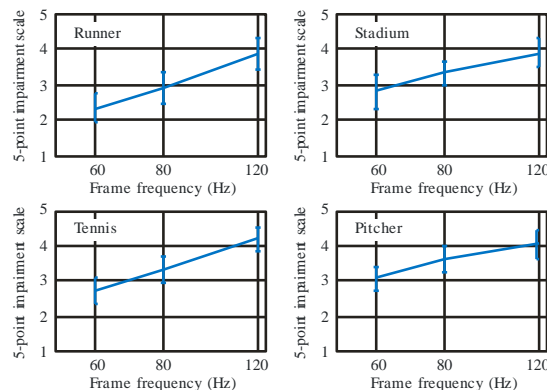 5-point impairment scale
5
4
3
2
1
Runner
60
80
120
Frame frequency (Hz)
5-point impairment scale
5
4
3
2
1
Stadium
60
80
120
Frame frequency (Hz)
5-point impaiment scale
5
4
3
2
1
Tennis
60
80
120
Frame frequency (Hz)
5-point impairment scale
5
4
3
2
1
Pitcher
60
80
120
Frame frequency (Hz)